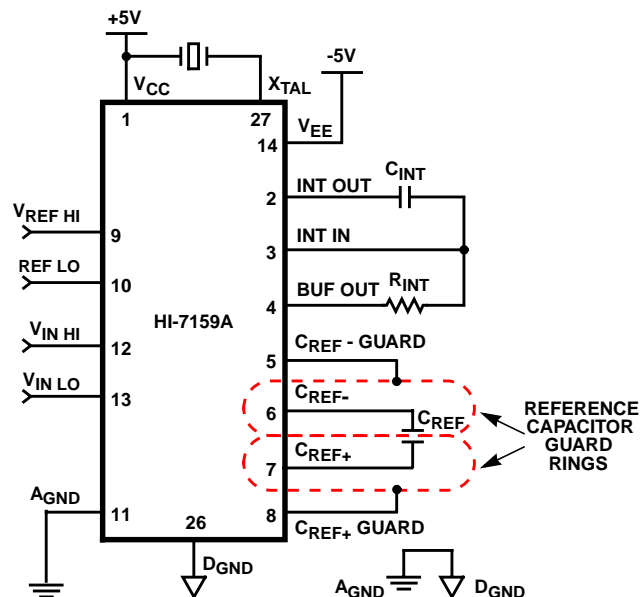 +5V
-5V
VCC
XTAL
1
27
VEE
14
CINT
INT OUT
2
VREF HI
9
INT IN
3
REF LO
10
RINT
BUF OUT
4
HI-7159A
VIN HI
12
CREF - GUARD
5
VIN LO
13
CREF-
6
CREF
REFERENCE
CAPACITOR
GUARD
RINGS
CREF+
7
AGND
11
26
8
CREF+ GUARD
DGND
AGND
DGND